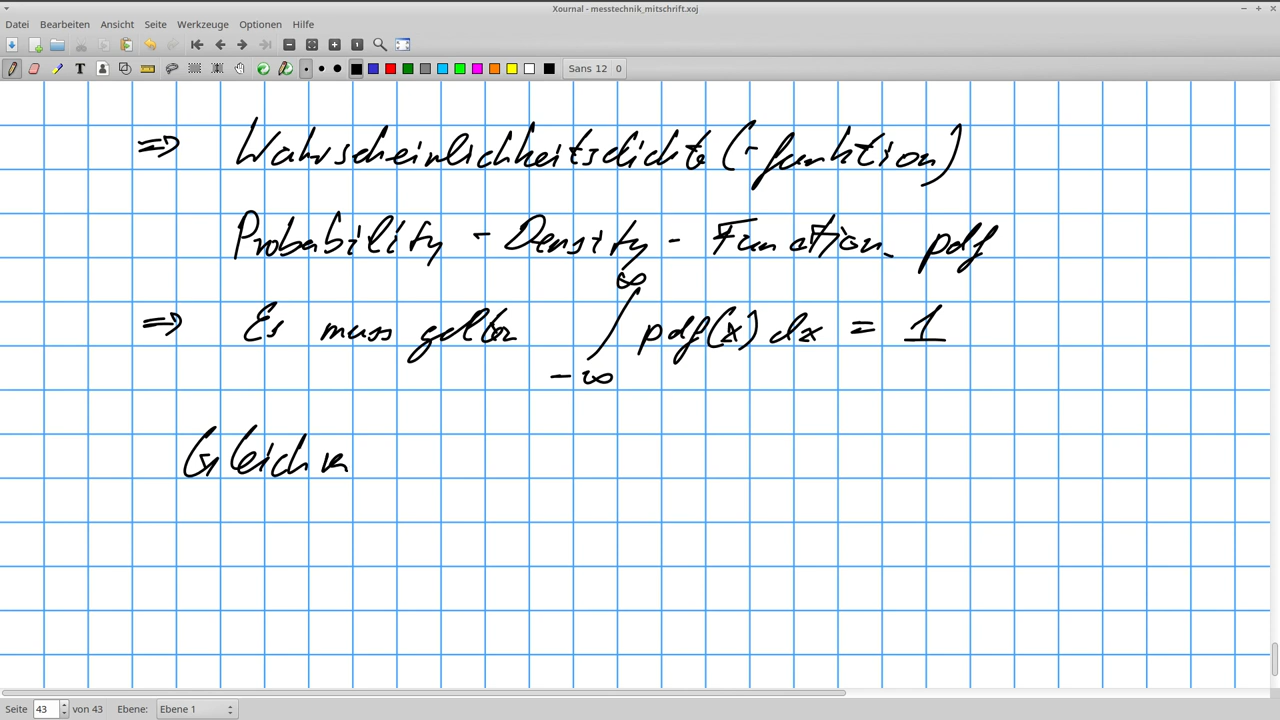 Xournal - messtechnik_mitschrift.xoj
Datei Bearbeiten Ansicht Seite Werkzeuge Optionen Hilfe
Sans 12 0
=> Wahrscheinlichkeitsdichte (-funktion)
Probability - Density - Function pdf
=> Es muss gelten ∫ pdf(x) dx = 1
∞
-∞
Gleichv
Seite 43 von 43 Ebene: Ebene 1